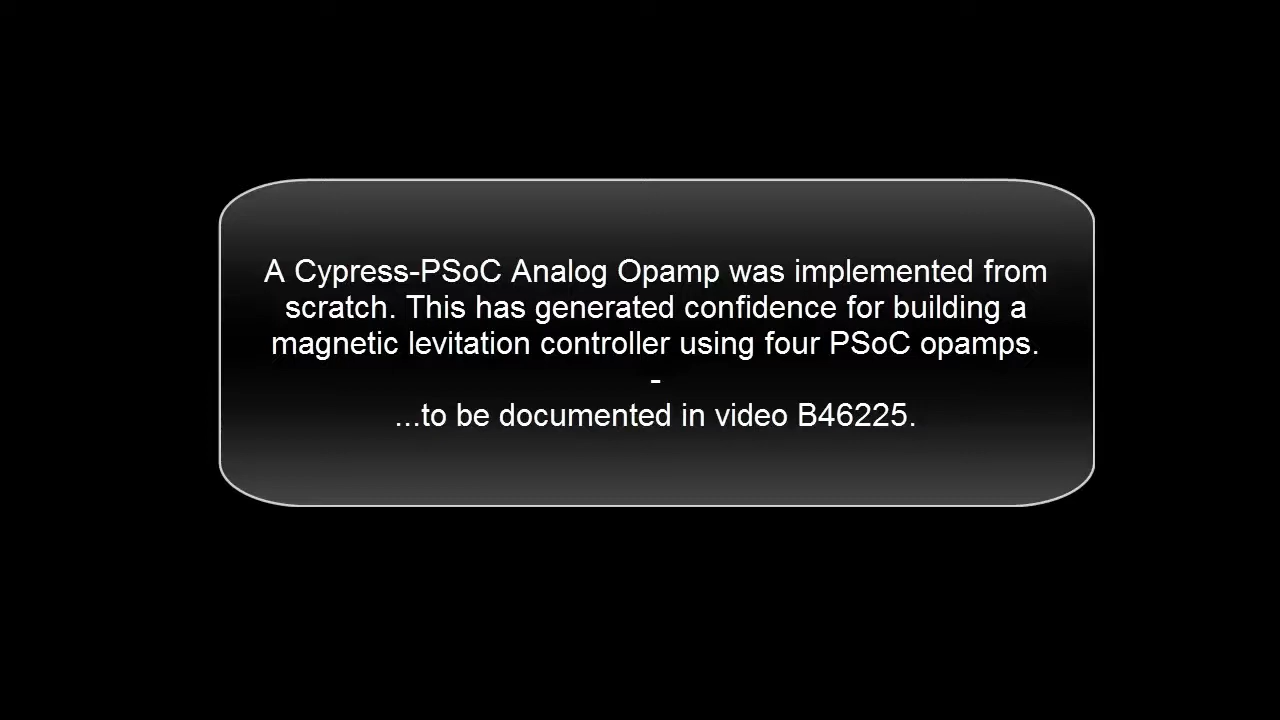 A Cypress-PSoC Analog Opamp was implemented from
scratch. This has generated confidence for building a
magnetic levitation controller using four PSoC opamps.
-
...to be documented in video B46225.